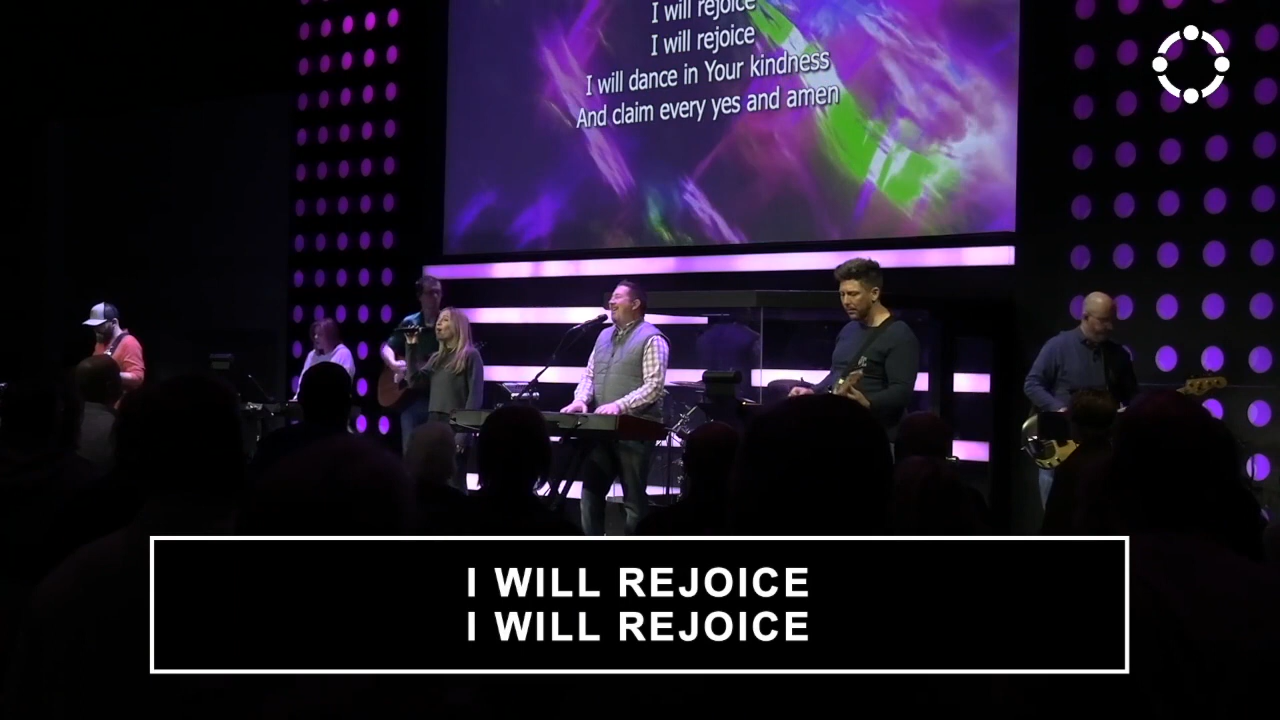 I will rejoice
I will rejoice
I will dance in Your kindness
And claim every yes and amen
I WILL REJOICE
I WILL REJOICE